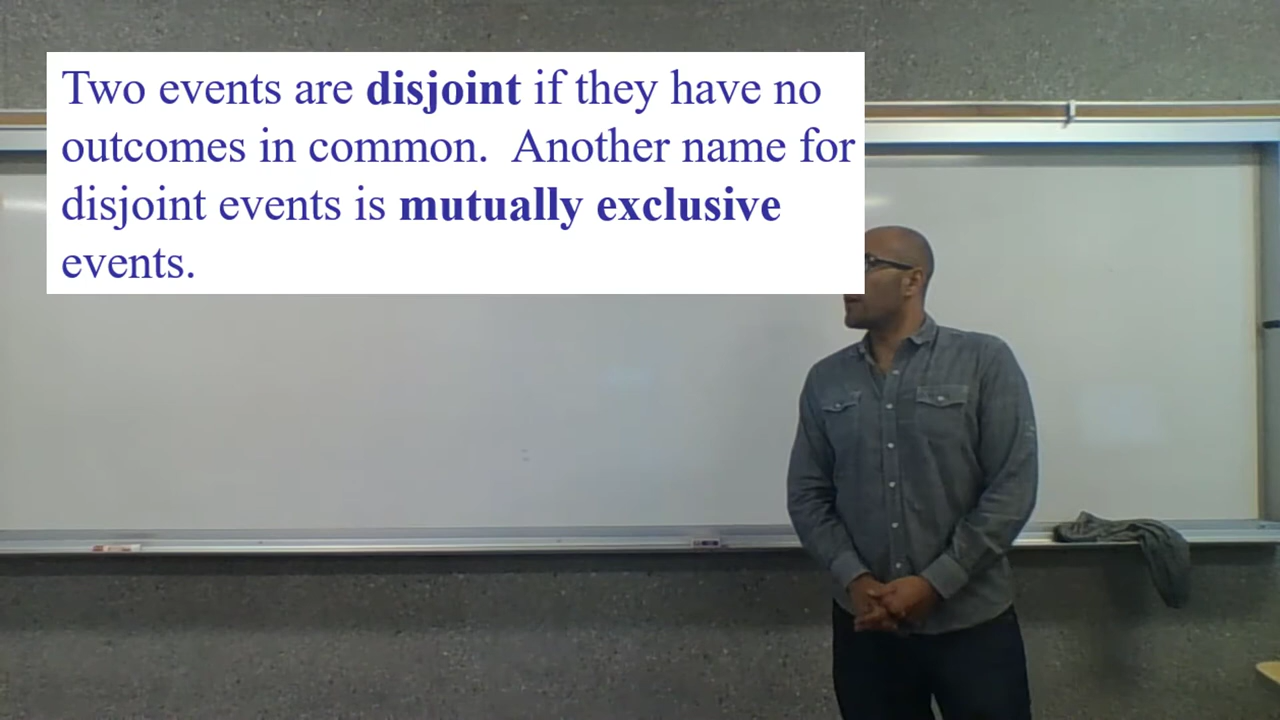 Two events are disjoint if they have no
outcomes in common.  Another name for
disjoint events is mutually exclusive
events.